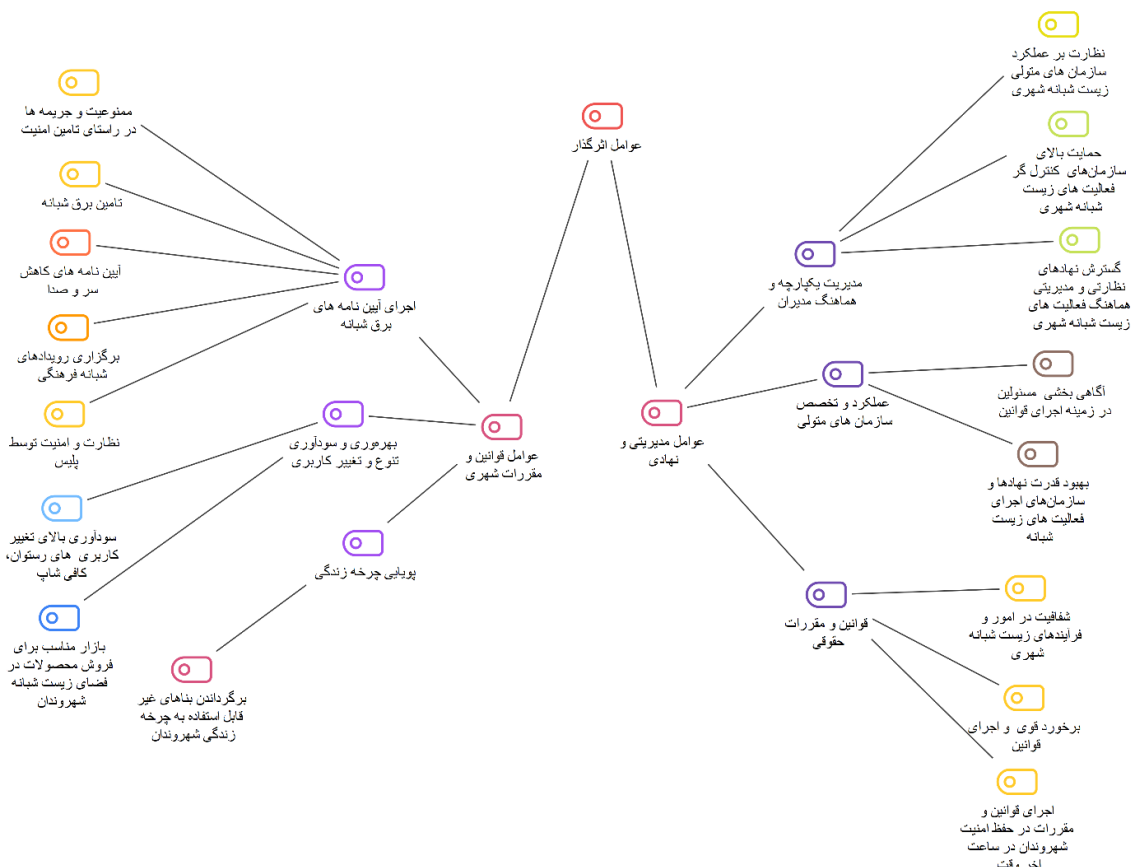 عوامل اثرگذار
نظارت بر عملکرد
سازمان های متولی
زیست شبانه شهری
حمایت بالای
سازمان‌های کنترل گر
فعالیت های زیست
شبانه شهری
گسترش نهادهای
نظارتی و مدیریتی
هماهنگ فعالیت های
زیست شبانه شهری
مدیریت یکپارچه و
هماهنگ مدیران
آگاهی بخشی مسئولین
در زمینه اجرای قوانین
عملکرد و تخصص
سازمان های متولی
بهبود قدرت نهادها و
سازمان‌های اجرای
فعالیت های زیست
شبانه
عوامل مدیریتی و
نهادی
شفافیت در امور و
فرآیندهای زیست شبانه
شهری
قوانین و مقررات
حقوقی
برخورد قوی و اجرای
قوانین
اجرای قوانین و
مقررات در حفظ امنیت
شهروندان در ساعت
اخر وقت
ممنوعیت و جریمه ها
در راستای تامین امنیت
تامین برق شبانه
آیین نامه های کاهش
سر و صدا
اجرای آیین نامه های
برق شبانه
برگزاری رویدادهای
شبانه فرهنگی
نظارت و امنیت توسط
پلیس
عوامل قوانین و
مقررات شهری
بهره‌وری و سودآوری
تنوع و تغییر کاربری
سودآوری بالای تغییر
کاربری های رستوان،
کافی شاپ
بازار مناسب برای
فروش محصولات در
فضای زیست شبانه
شهروندان
پویایی چرخه زندگی
برگرداندن بناهای غیر
قابل استفاده به چرخه
زندگی شهروندان